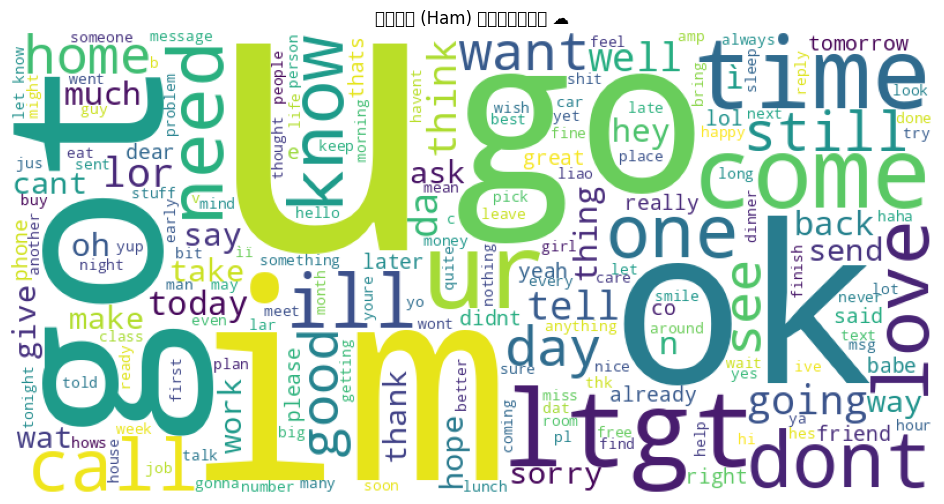 (Ham)
home someone message
let know might went b guy
much
got
need
problem
u
know
person life thats
thought people
keep
morning
æ
hello
go
think
havent
want
well
feel
shit
amp
always
bring
ì
sleep
reply
tomorrow
time
look
done
try
wish best
car yet fine
late
hey
place
lol next
happy
still
come
long
jus eat sent dear
cant buy
lor
stuff
v mind
early
ask
mean
great
liao
pick leave
da
c
money
girl
thing
really
one
dinner
back haha
send
finish
phone another
oh yup night
say
bit ìï
something
later
quite
nothing
ur
yeah every
care let
tell
ok
smile co around n
see
never lot
said
text msg
love
give
make class
take
man may
today
even lar
meet
ill
month
youre
yo wont
didnt
anything
day
wait yes
ive
babe
tonight
told
ready
first
plan
work
please
good
getting
im
thank
better
hope
sure
coming
nice thk
already
miss dat room pl
free find
going
way
hour
ya
hes
friend
hi
help
right
dont
wat hows
week
house
call
job talk
gonna number
big
many
soon
lunch
sorry
ltgt